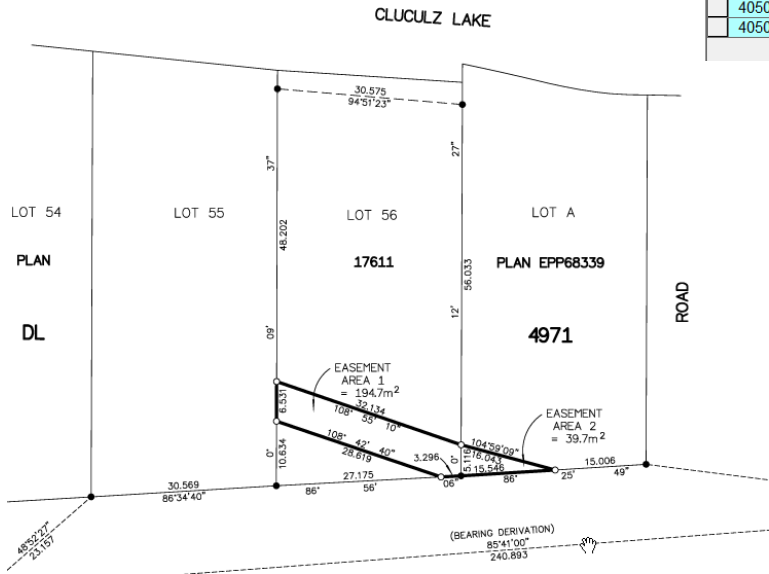 CLUCULZ LAKE
4050
4050
30.575
94°51'23"
37"
27"
LOT 54
LOT 55
LOT 56
LOT A
48.202
56.033
PLAN
17611
PLAN EPP68339
ROAD
DL
4971
09'
12'
EASEMENT
AREA 1
= 194.7m²
6.531
32.134
108° 55' 10"
EASEMENT
AREA 2
= 39.7m²
108° 42' 40"
28.619
104°59'09"
16.043
10.634
0°
3.296
5.116
0°
15.546
15.006
30.569
86°34'40"
27.175
86° 56' 06"
86° 25' 49"
48°52'27"
23.157
(BEARING DERIVATION)
85°41'00"
240.893